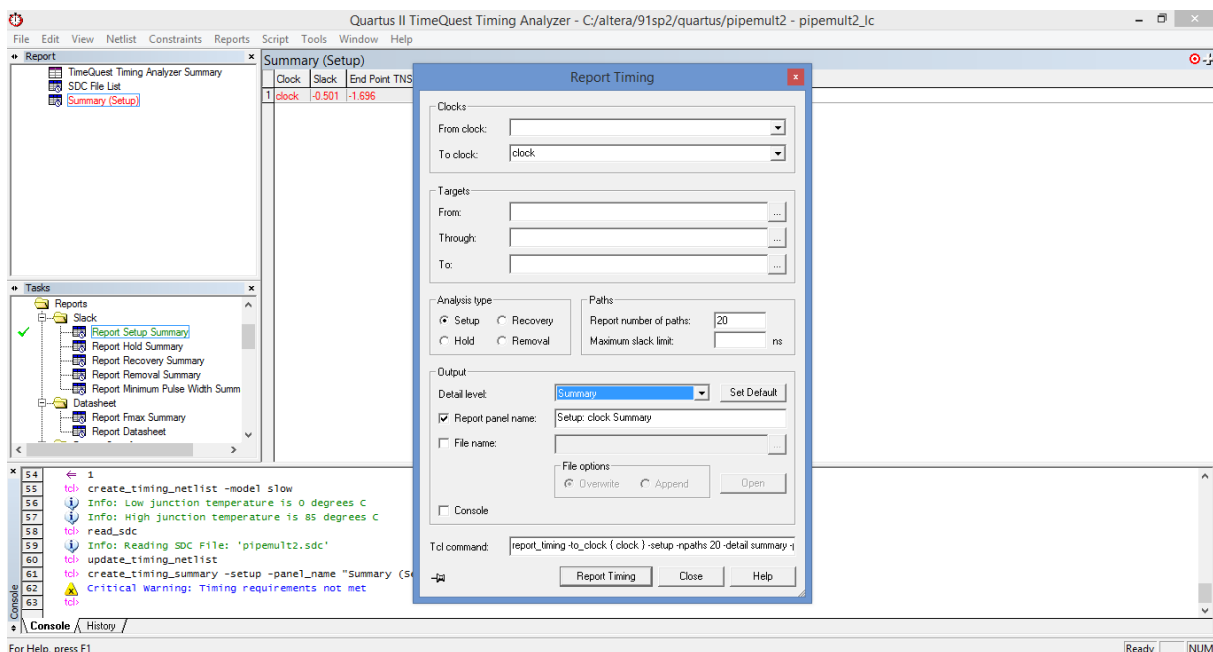 Quartus II TimeQuest Timing Analyzer - C:/altera/91sp2/quartus/pipemult2 - pipemult2_lc
File Edit View Netlist Constraints Reports Script Tools Window Help
Report
TimeQuest Timing Analyzer Summary
SDC File List
Summary (Setup)
Summary (Setup)
Clock Slack End Point TNS
1 clock -0.501 -1.696
Tasks
Reports
Slack
Report Setup Summary
Report Hold Summary
Report Recovery Summary
Report Removal Summary
Report Minimum Pulse Width Summ
Datasheet
Report Fmax Summary
Report Datasheet
Report Timing
Clocks
From clock:
To clock: clock
Targets
From: ...
Through: ...
To: ...
Analysis type
Setup Recovery
Hold Removal
Paths
Report number of paths: 20
Maximum slack limit: ns
Output
Detail level: Summary Set Default
Report panel name: Setup: clock Summary
File name: ...
File options
Overwrite Append Open
Console
Tcl command: report_timing -to_clock { clock } -setup -npaths 20 -detail summary -
Report Timing Close Help
54 ⇐ 1
55 tcl> create_timing_netlist -model slow
56 Info: Low junction temperature is 0 degrees C
57 Info: High junction temperature is 85 degrees C
58 tcl> read_sdc
59 Info: Reading SDC File: 'pipemult2.sdc'
60 tcl> update_timing_netlist
61 tcl> create_timing_summary -setup -panel_name "Summary (Se
62 Critical Warning: Timing requirements not met
63 tcl>
Console
Console History
For Help, press F1
Ready NUM